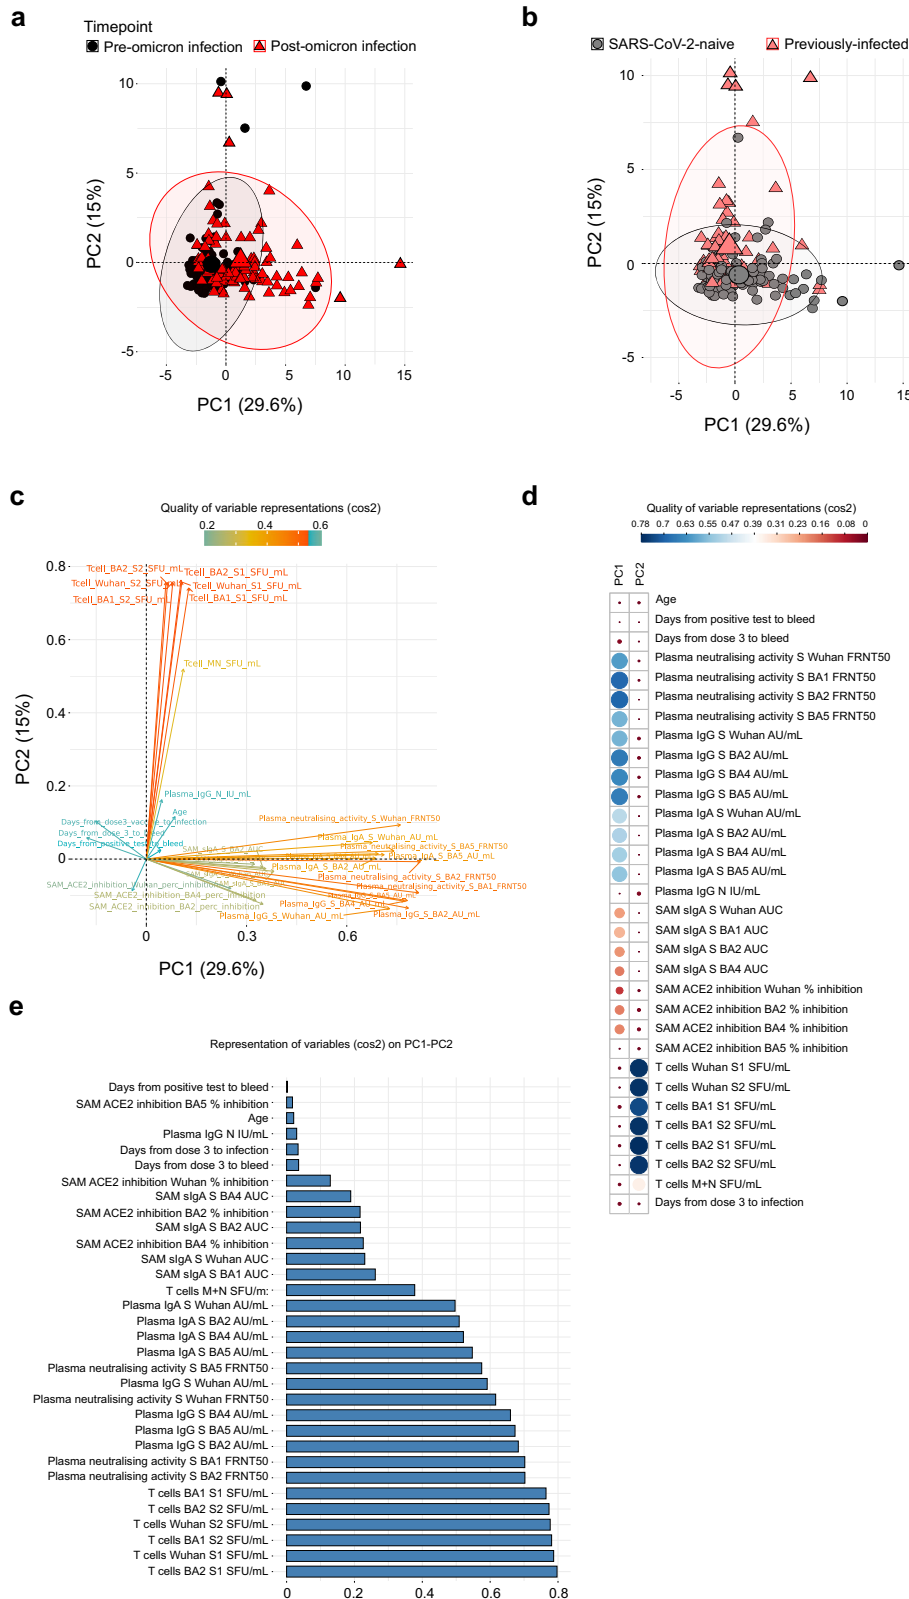 a
Timepoint
Pre-omicron infection
Post-omicron infection
10
5
0
-5
-5
0
5
10
15
PC2 (15%)
PC1 (29.6%)
b
SARS-CoV-2-naive
Previously-infected
10
5
0
-5
-5
0
5
10
15
PC2 (15%)
PC1 (29.6%)
c
Quality of variable representations (cos2)
0.2
0.4
0.6
0.8
0.6
0.4
0.2
0
0
0.3
0.6
PC2 (15%)
PC1 (29.6%)
Tcell_BA2_S2_SFU_mL
Tcell_BA2_S1_SFU_mL
Tcell_Wuhan_S2_SFU_mL
Tcell_Wuhan_S1_SFU_mL
Tcell_BA1_S2_SFU_mL
Tcell_BA1_S1_SFU_mL
Tcell_MN_SFU_mL
Plasma_IgG_N_IU_mL
Age
Days_from_dose3_vaccine_to_infection
Days_from_dose_3_to_bleed
Days_from_positive_test_to_bleed
Plasma_neutralising_activity_S_Wuhan_FRNT50
Plasma_IgA_S_Wuhan_AU_mL
Plasma_neutralising_activity_S_BA5_FRNT50
SAM_sIgA_S_BA2_AUC
Plasma_IgA_S_BA5_AU_mL
Plasma_IgA_S_BA2_AU_mL
Plasma_neutralising_activity_S_BA2_FRNT50
SAM_ACE2_inhibition_Wuhan_perc_inhibition
Plasma_neutralising_activity_S_BA1_FRNT50
SAM_ACE2_inhibition_BA4_perc_inhibition
Plasma_IgG_S_BA5_AU_mL
SAM_ACE2_inhibition_BA2_perc_inhibition
Plasma_IgG_S_BA4_AU_mL
Plasma_IgG_S_Wuhan_AU_mL
Plasma_IgG_S_BA2_AU_mL
d
Quality of variable representations (cos2)
0.78 0.7 0.63 0.55 0.47 0.39 0.31 0.23 0.16 0.08 0
PC1
PC2
Age
Days from positive test to bleed
Days from dose 3 to bleed
Plasma neutralising activity S Wuhan FRNT50
Plasma neutralising activity S BA1 FRNT50
Plasma neutralising activity S BA2 FRNT50
Plasma neutralising activity S BA5 FRNT50
Plasma IgG S Wuhan AU/mL
Plasma IgG S BA2 AU/mL
Plasma IgG S BA4 AU/mL
Plasma IgG S BA5 AU/mL
Plasma IgA S Wuhan AU/mL
Plasma IgA S BA2 AU/mL
Plasma IgA S BA4 AU/mL
Plasma IgA S BA5 AU/mL
Plasma IgG N IU/mL
SAM sIgA S Wuhan AUC
SAM sIgA S BA1 AUC
SAM sIgA S BA2 AUC
SAM sIgA S BA4 AUC
SAM ACE2 inhibition Wuhan % inhibition
SAM ACE2 inhibition BA2 % inhibition
SAM ACE2 inhibition BA4 % inhibition
SAM ACE2 inhibition BA5 % inhibition
T cells Wuhan S1 SFU/mL
T cells Wuhan S2 SFU/mL
T cells BA1 S1 SFU/mL
T cells BA1 S2 SFU/mL
T cells BA2 S1 SFU/mL
T cells BA2 S2 SFU/mL
T cells M+N SFU/mL
Days from dose 3 to infection
e
Representation of variables (cos2) on PC1-PC2
Days from positive test to bleed
SAM ACE2 inhibition BA5 % inhibition
Age
Plasma IgG N IU/mL
Days from dose 3 to infection
Days from dose 3 to bleed
SAM ACE2 inhibition Wuhan % inhibition
SAM sIgA S BA4 AUC
SAM ACE2 inhibition BA2 % inhibition
SAM sIgA S BA2 AUC
SAM ACE2 inhibition BA4 % inhibition
SAM sIgA S Wuhan AUC
SAM sIgA S BA1 AUC
T cells M+N SFU/m:
Plasma IgA S Wuhan AU/mL
Plasma IgA S BA2 AU/mL
Plasma IgA S BA4 AU/mL
Plasma IgA S BA5 AU/mL
Plasma neutralising activity S BA5 FRNT50
Plasma IgG S Wuhan AU/mL
Plasma neutralising activity S Wuhan FRNT50
Plasma IgG S BA4 AU/mL
Plasma IgG S BA5 AU/mL
Plasma IgG S BA2 AU/mL
Plasma neutralising activity S BA1 FRNT50
Plasma neutralising activity S BA2 FRNT50
T cells BA1 S1 SFU/mL
T cells BA2 S2 SFU/mL
T cells Wuhan S2 SFU/mL
T cells BA1 S2 SFU/mL
T cells Wuhan S1 SFU/mL
T cells BA2 S1 SFU/mL
0
0.2
0.4
0.6
0.8